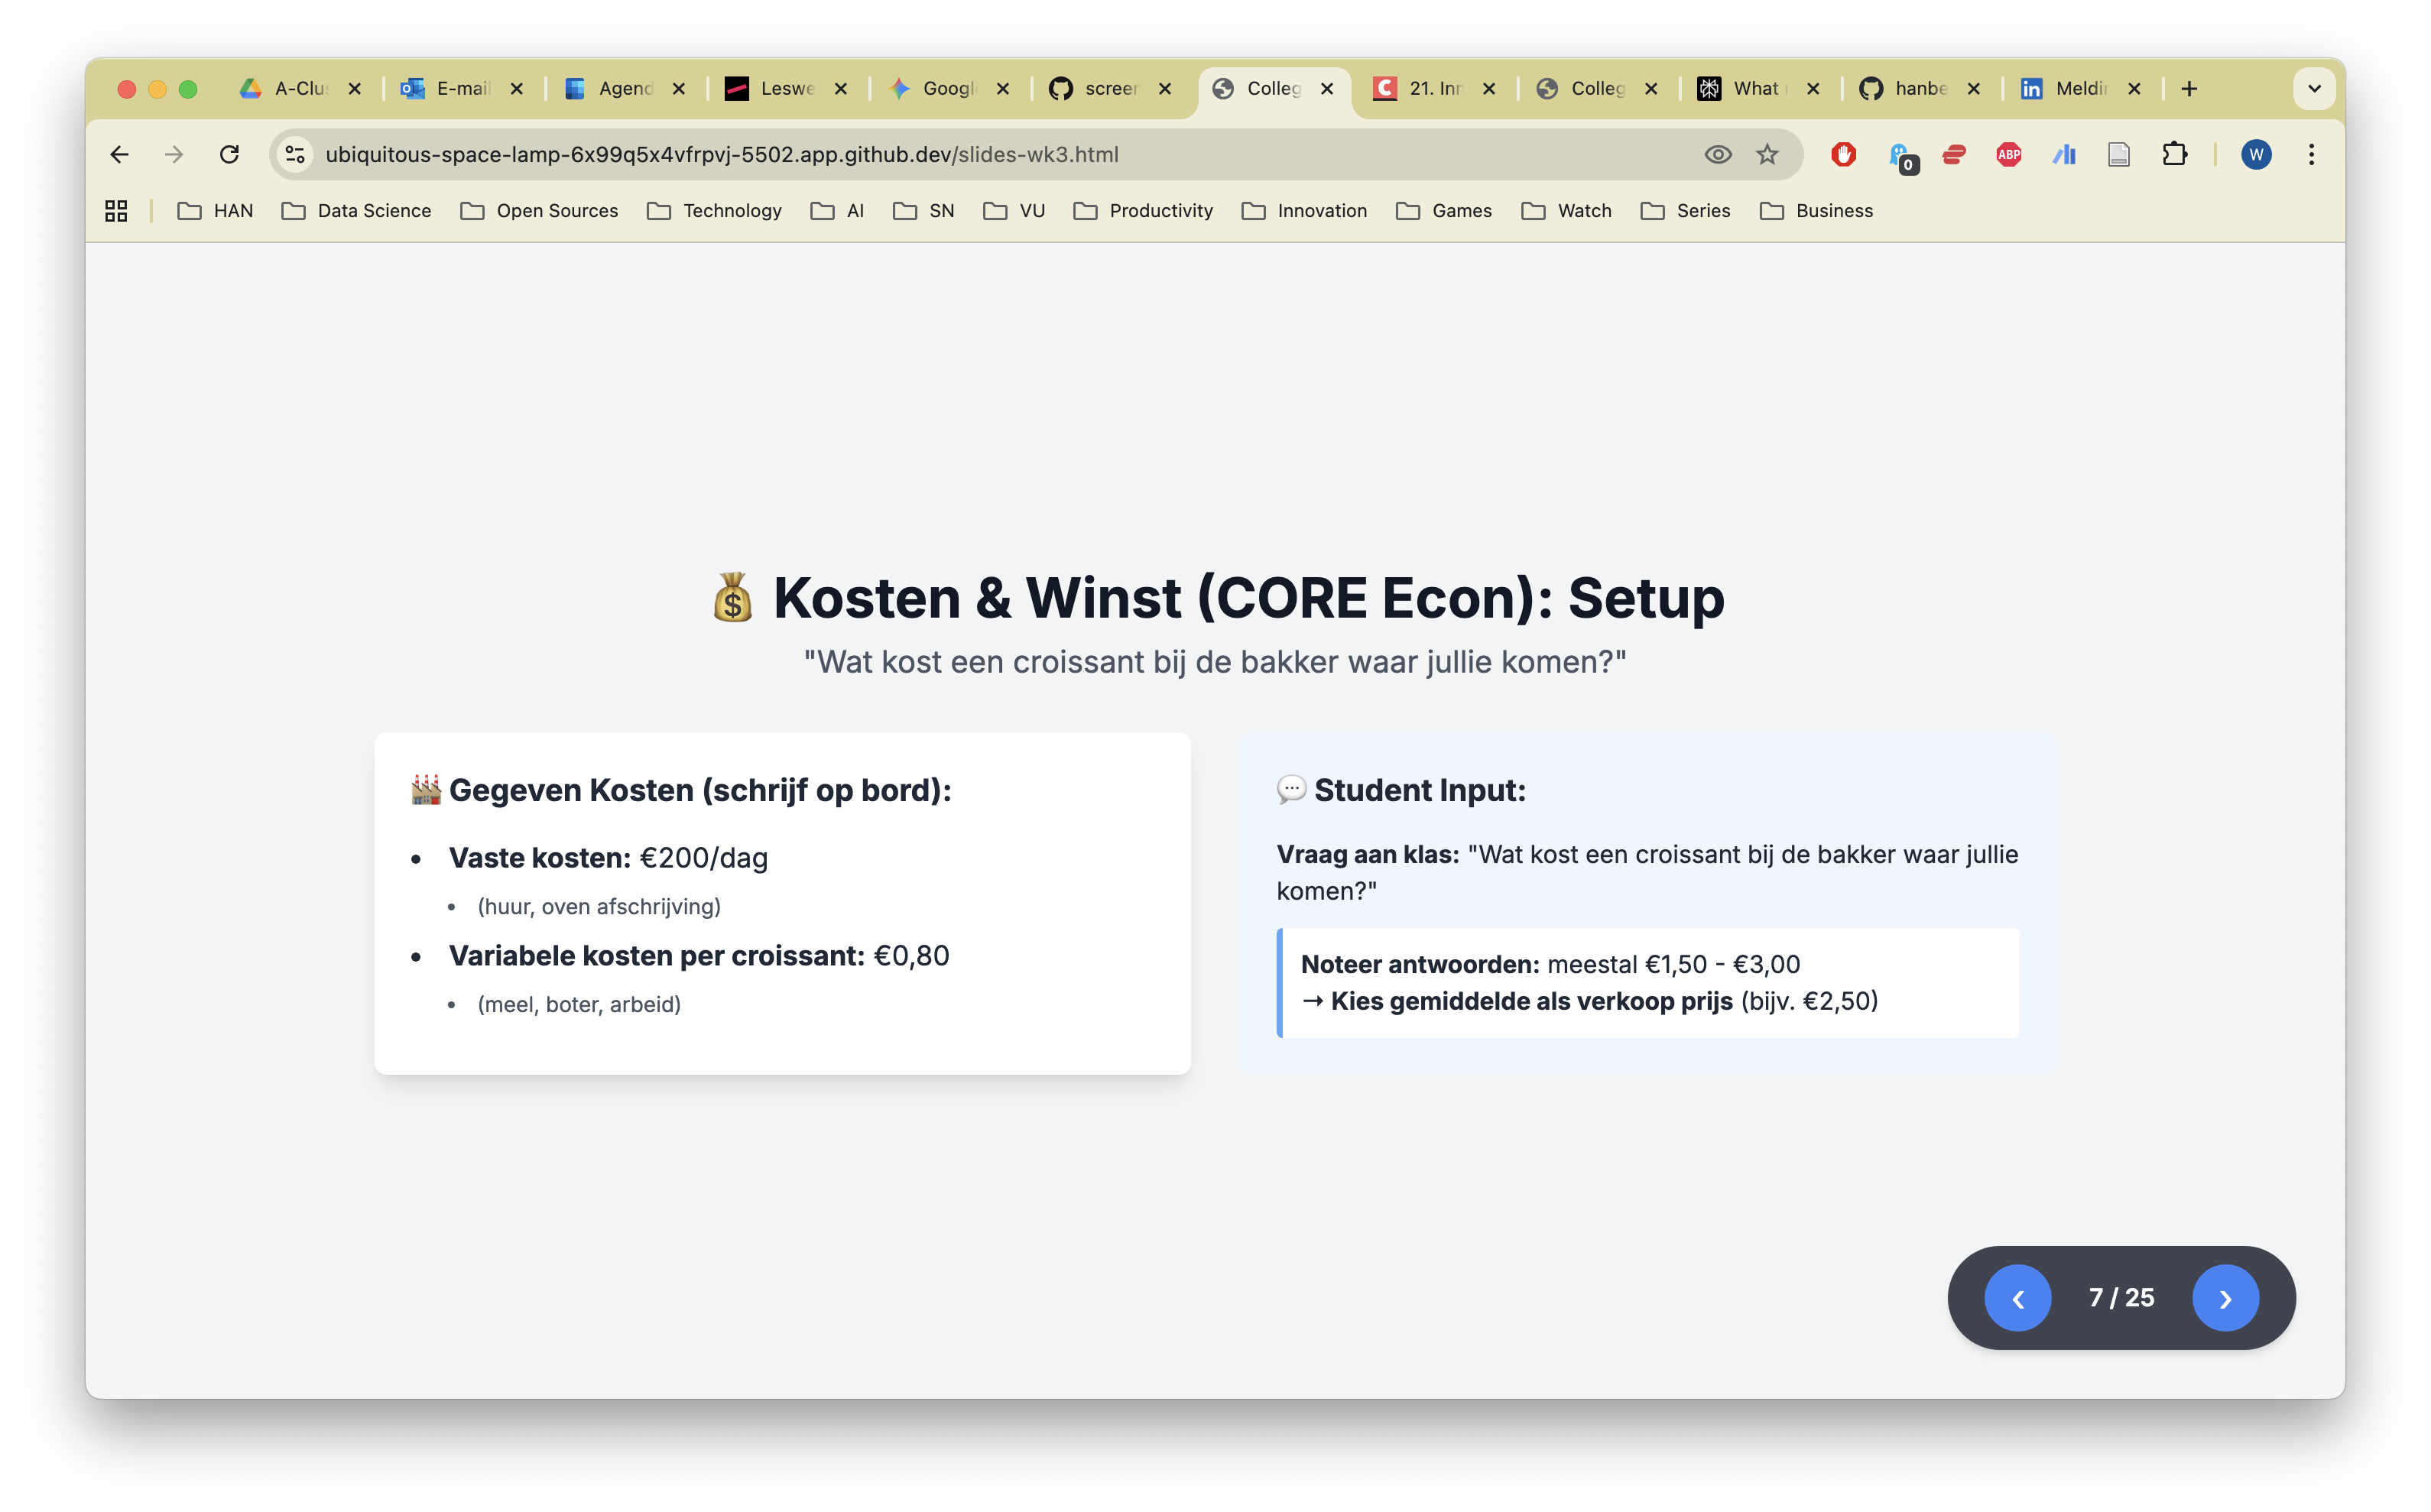 A-Clu
E-mail
Agend
Leswe
Googl
screer
Colleg
21. Inn
Colleg
What
hanbe
Meldin
ubiquitous-space-lamp-6x99q5x4vfrpvj-5502.app.github.dev/slides-wk3.html
0
ABP
W
HAN
Data Science
Open Sources
Technology
AI
SN
VU
Productivity
Innovation
Games
Watch
Series
Business
💰 Kosten & Winst (CORE Econ): Setup
"Wat kost een croissant bij de bakker waar jullie komen?"
🏭 Gegeven Kosten (schrijf op bord):
• Vaste kosten: €200/dag
• (huur, oven afschrijving)
• Variabele kosten per croissant: €0,80
• (meel, boter, arbeid)
💬 Student Input:
Vraag aan klas: "Wat kost een croissant bij de bakker waar jullie
komen?"
Noteer antwoorden: meestal €1,50 - €3,00
→ Kies gemiddelde als verkoop prijs (bijv. €2,50)
‹ 7 / 25 ›